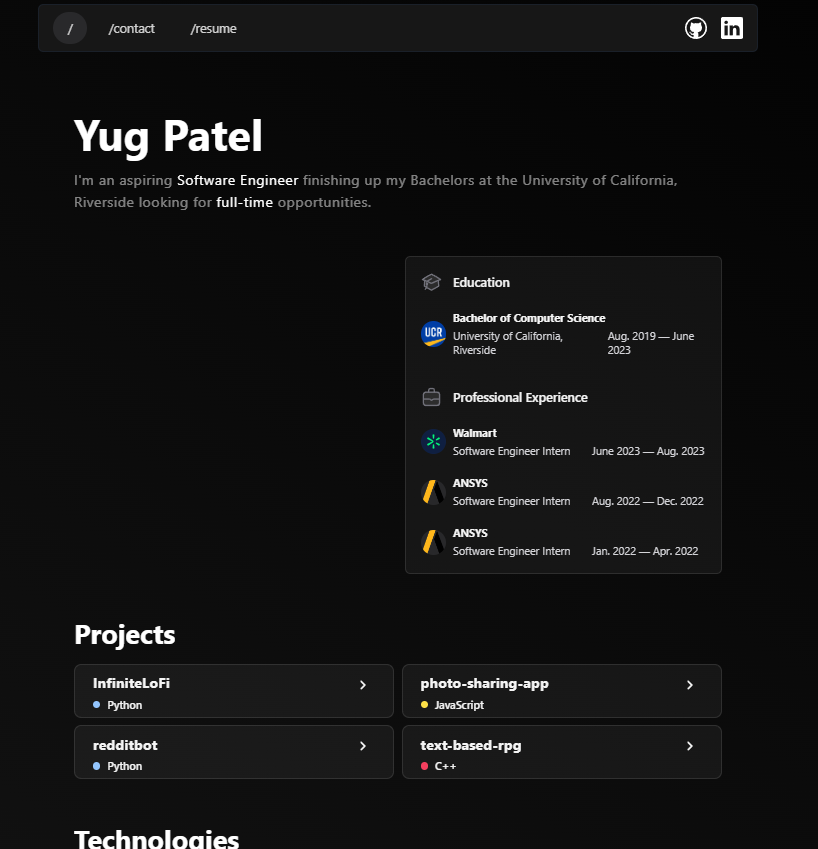 / /contact /resume
in
Yug Patel
I'm an aspiring Software Engineer finishing up my Bachelors at the University of California,
Riverside looking for full-time opportunities.
Education
Bachelor of Computer Science
UCR
University of California, Aug. 2019 — June
Riverside 2023
Professional Experience
Walmart
Software Engineer Intern June 2023 — Aug. 2023
ANSYS
Software Engineer Intern Aug. 2022 — Dec. 2022
ANSYS
Software Engineer Intern Jan. 2022 — Apr. 2022
Projects
InfiniteLoFi
Python
photo-sharing-app
JavaScript
redditbot
Python
text-based-rpg
C++
Technologies